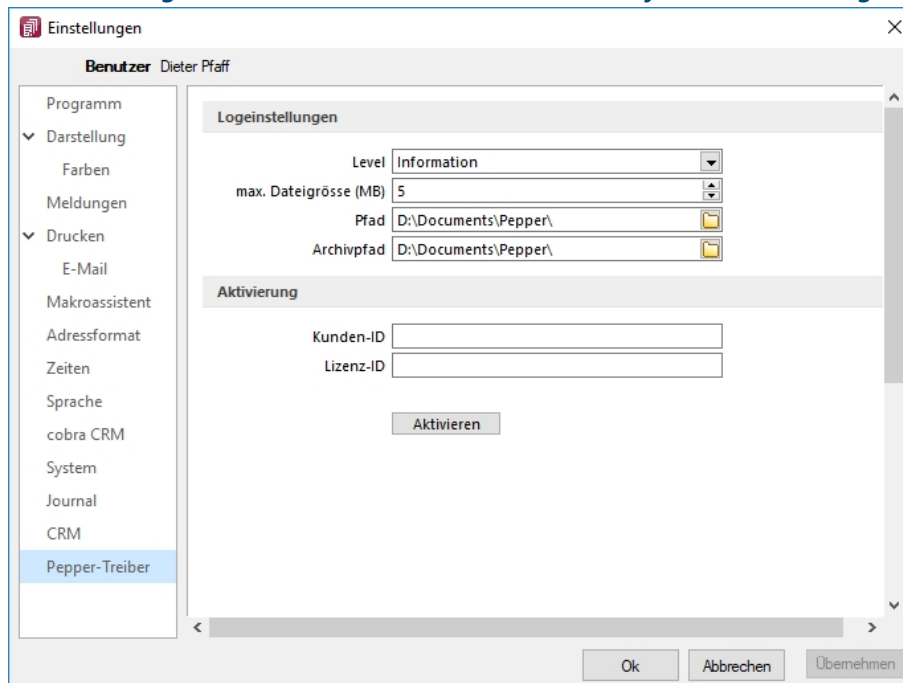 Einstellungen
Benutzer Dieter Pfaff
Programm
Darstellung
Farben
Meldungen
Drucken
E-Mail
Makroassistent
Adressformat
Zeiten
Sprache
cobra CRM
System
Journal
CRM
Pepper-Treiber
Logeinstellungen
Level Information
max. Dateigrösse (MB) 5
Pfad D:\Documents\Pepper\
Archivpfad D:\Documents\Pepper\
Aktivierung
Kunden-ID
Lizenz-ID
Aktivieren
Ok Abbrechen Übernehmen